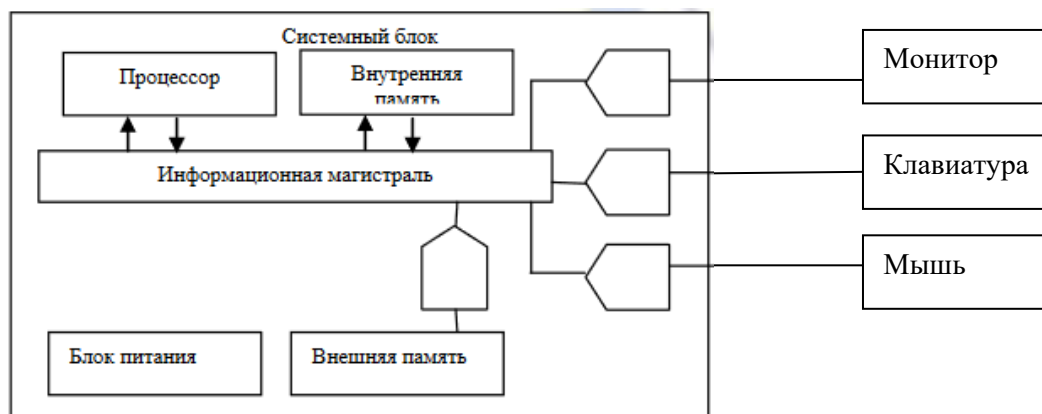 Системный блок
Процессор
Внутренняя
память
Монитор
Информационная магистраль
Клавиатура
Мышь
Блок питания
Внешняя память